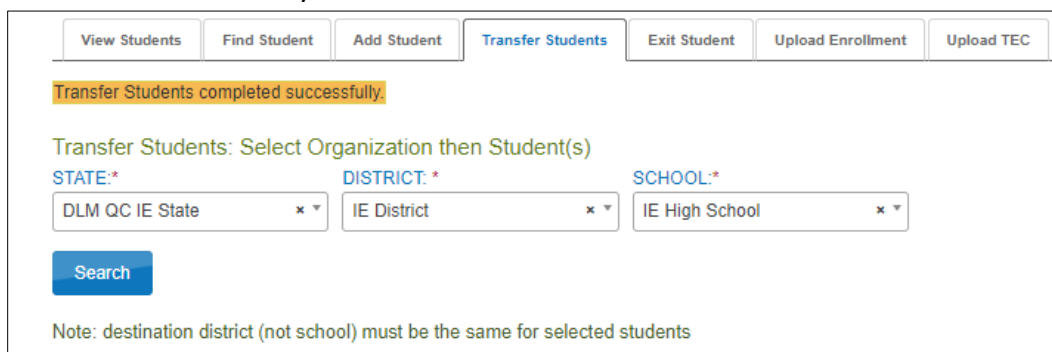 View Students Find Student Add Student Transfer Students Exit Student Upload Enrollment Upload TEC
Transfer Students completed successfully.
Transfer Students: Select Organization then Student(s)
STATE:* DISTRICT: * SCHOOL:*
DLM QC IE State × IE District × IE High School ×
Search
Note: destination district (not school) must be the same for selected students